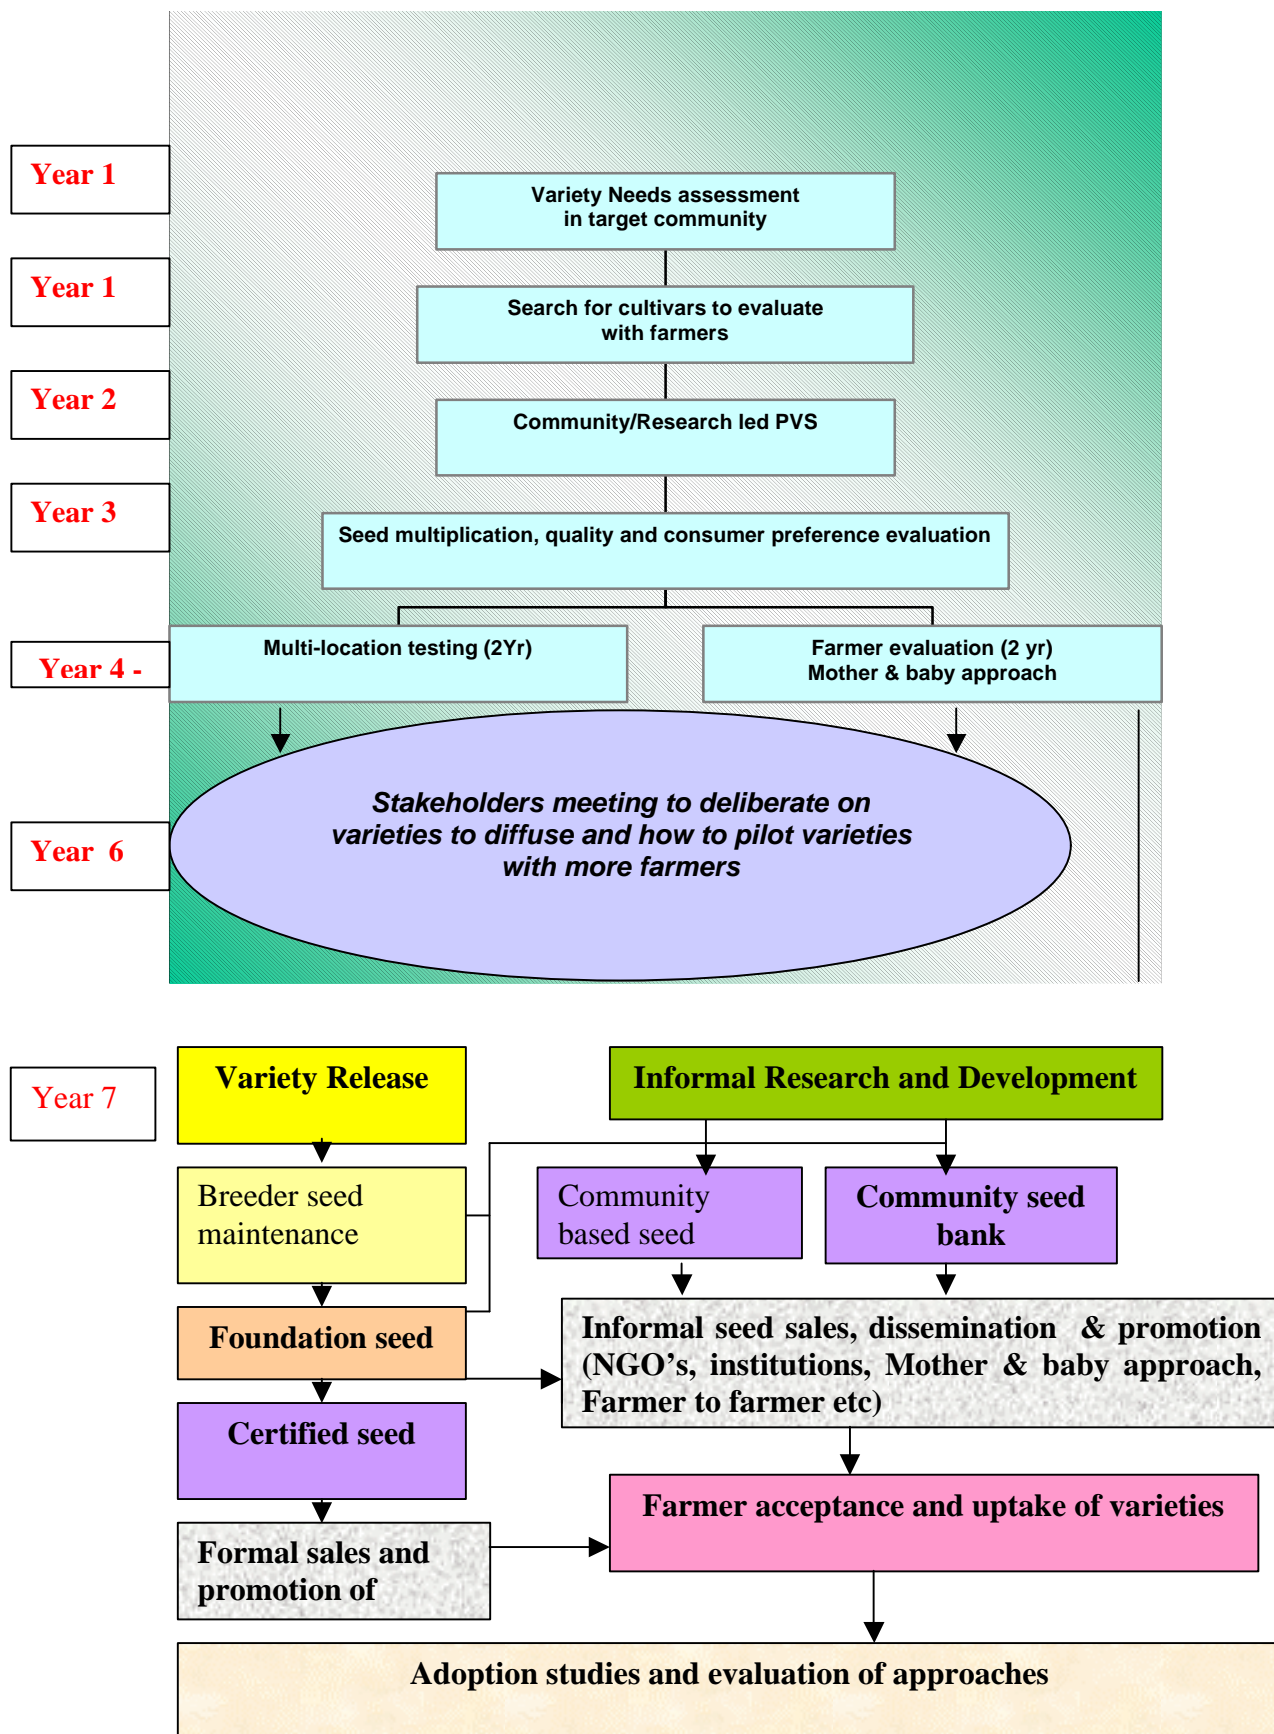 Year 1
Variety Needs assessment
in target community
Year 1
Search for cultivars to evaluate
with farmers
Year 2
Community/Research led PVS
Year 3
Seed multiplication, quality and consumer preference evaluation
Year 4 -
Multi-location testing (2Yr)
Farmer evaluation (2 yr)
Mother & baby approach
Year  6
Stakeholders meeting to deliberate on
varieties to diffuse and how to pilot varieties
with more farmers
Year 7
Variety Release
Informal Research and Development
Breeder seed
maintenance
Community
based seed
Community seed
bank
Foundation seed
Informal seed sales, dissemination & promotion
(NGO’s, institutions, Mother & baby approach,
Farmer to farmer etc)
Certified seed
Farmer acceptance and uptake of varieties
Formal sales and
promotion of
Adoption studies and evaluation of approaches